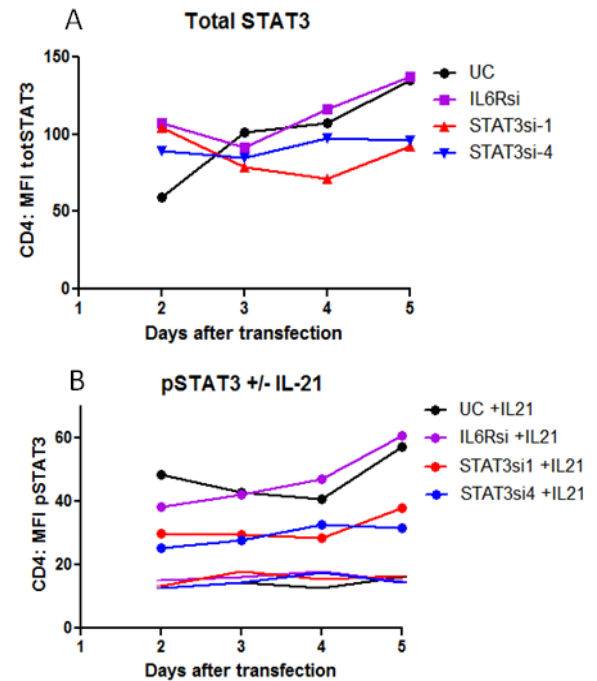 A
Total STAT3
CD4: MFI totSTAT3
150
100
50
0
1 2 3 4 5
Days after transfection
UC
IL6Rsi
STAT3si-1
STAT3si-4
B
pSTAT3 +/- IL-21
CD4: MFI pSTAT3
60
40
20
0
1 2 3 4 5
Days after transfection
UC +IL21
IL6Rsi +IL21
STAT3si1 +IL21
STAT3si4 +IL21